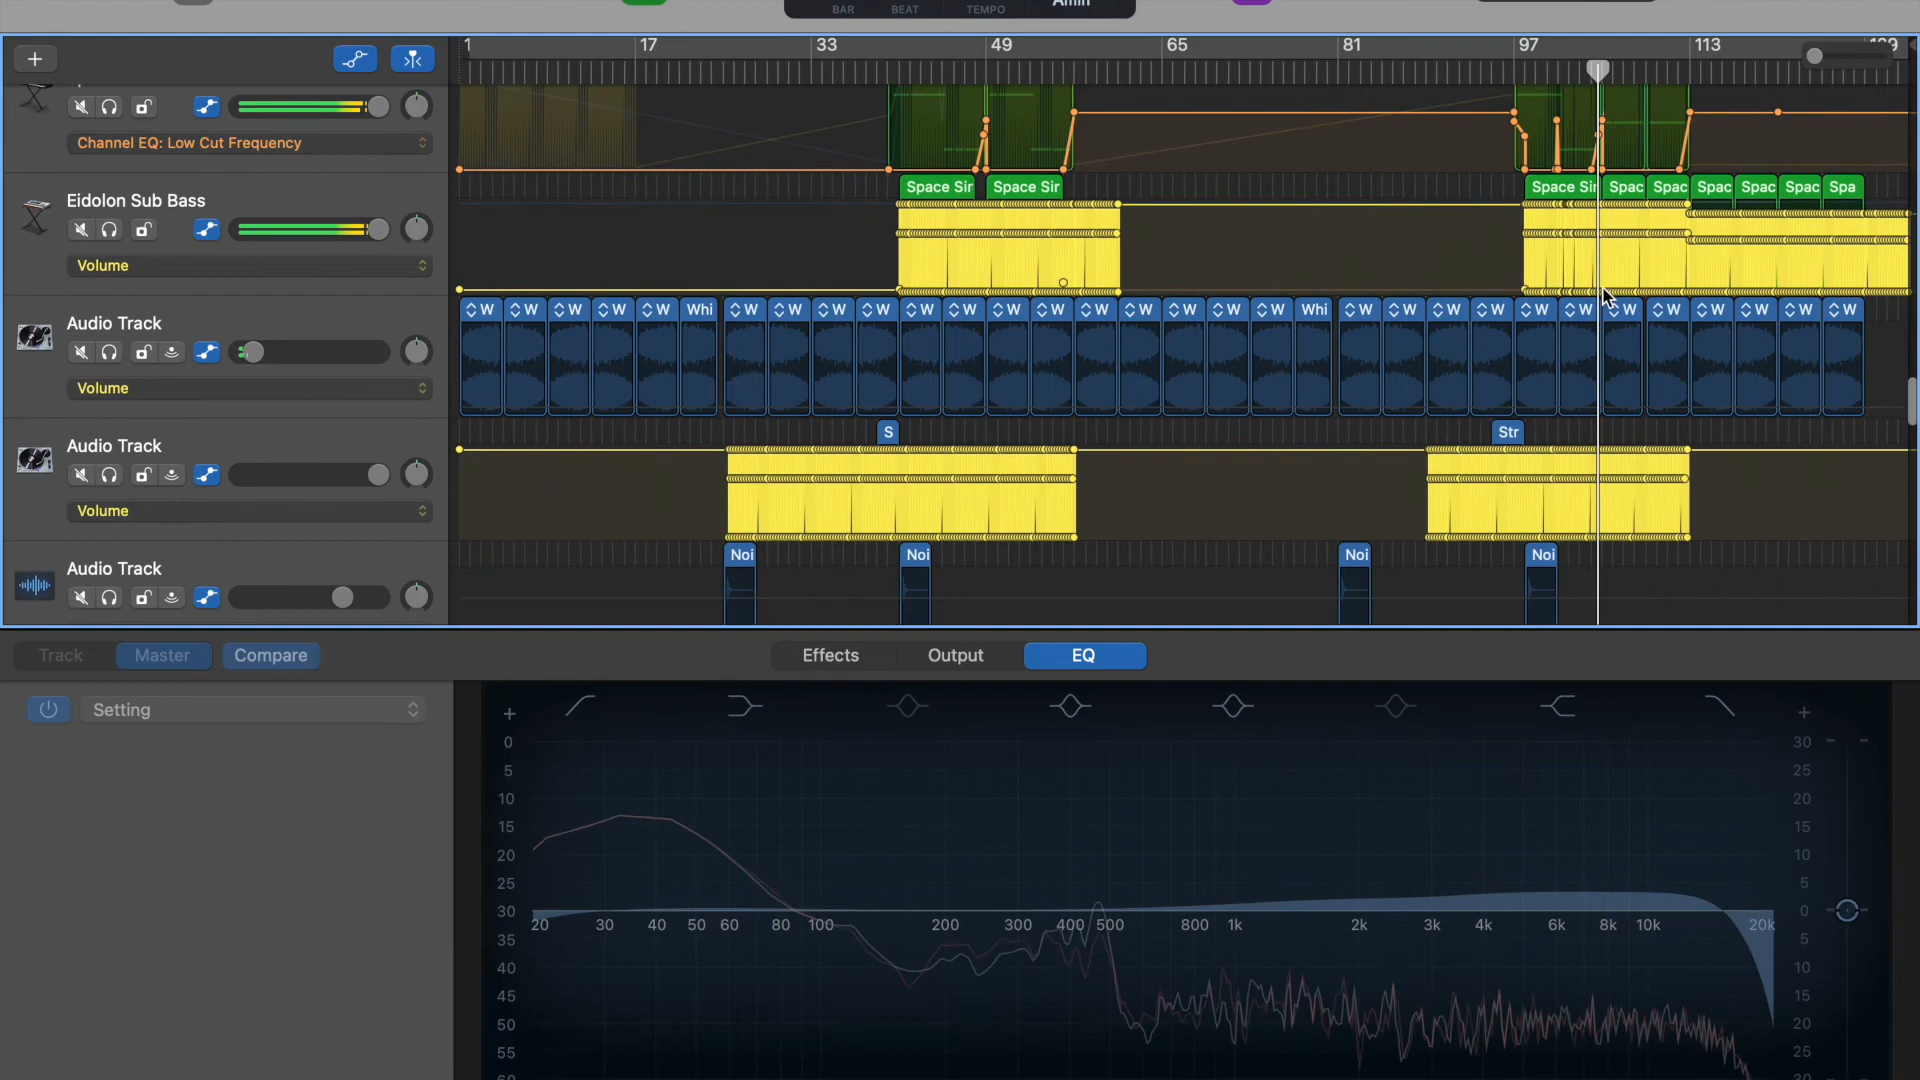 BAR BEAT TEMPO Amin
1 17 33 49 65 81 97 113 129
Channel EQ: Low Cut Frequency
Space Sir Space Sir Space Sir Spac Spac Spac Spac Spac Spa
Eidolon Sub Bass
Volume
W W W W W Whi W W W W W W W W W W W W W Whi W W W W W W W W W W W W
Audio Track
Volume
S Str
Audio Track
Volume
Noi Noi Noi Noi
Audio Track
Track Master Compare Effects Output EQ
Setting
+ +
0 30
5 25
10 20
15 15
20 10
25 5
30 0
20 30 40 50 60 80 100 200 300 400 500 800 1k 2k 3k 4k 6k 8k 10k 20k
35 5
40 10
45 15
50 20
55 25
60 30